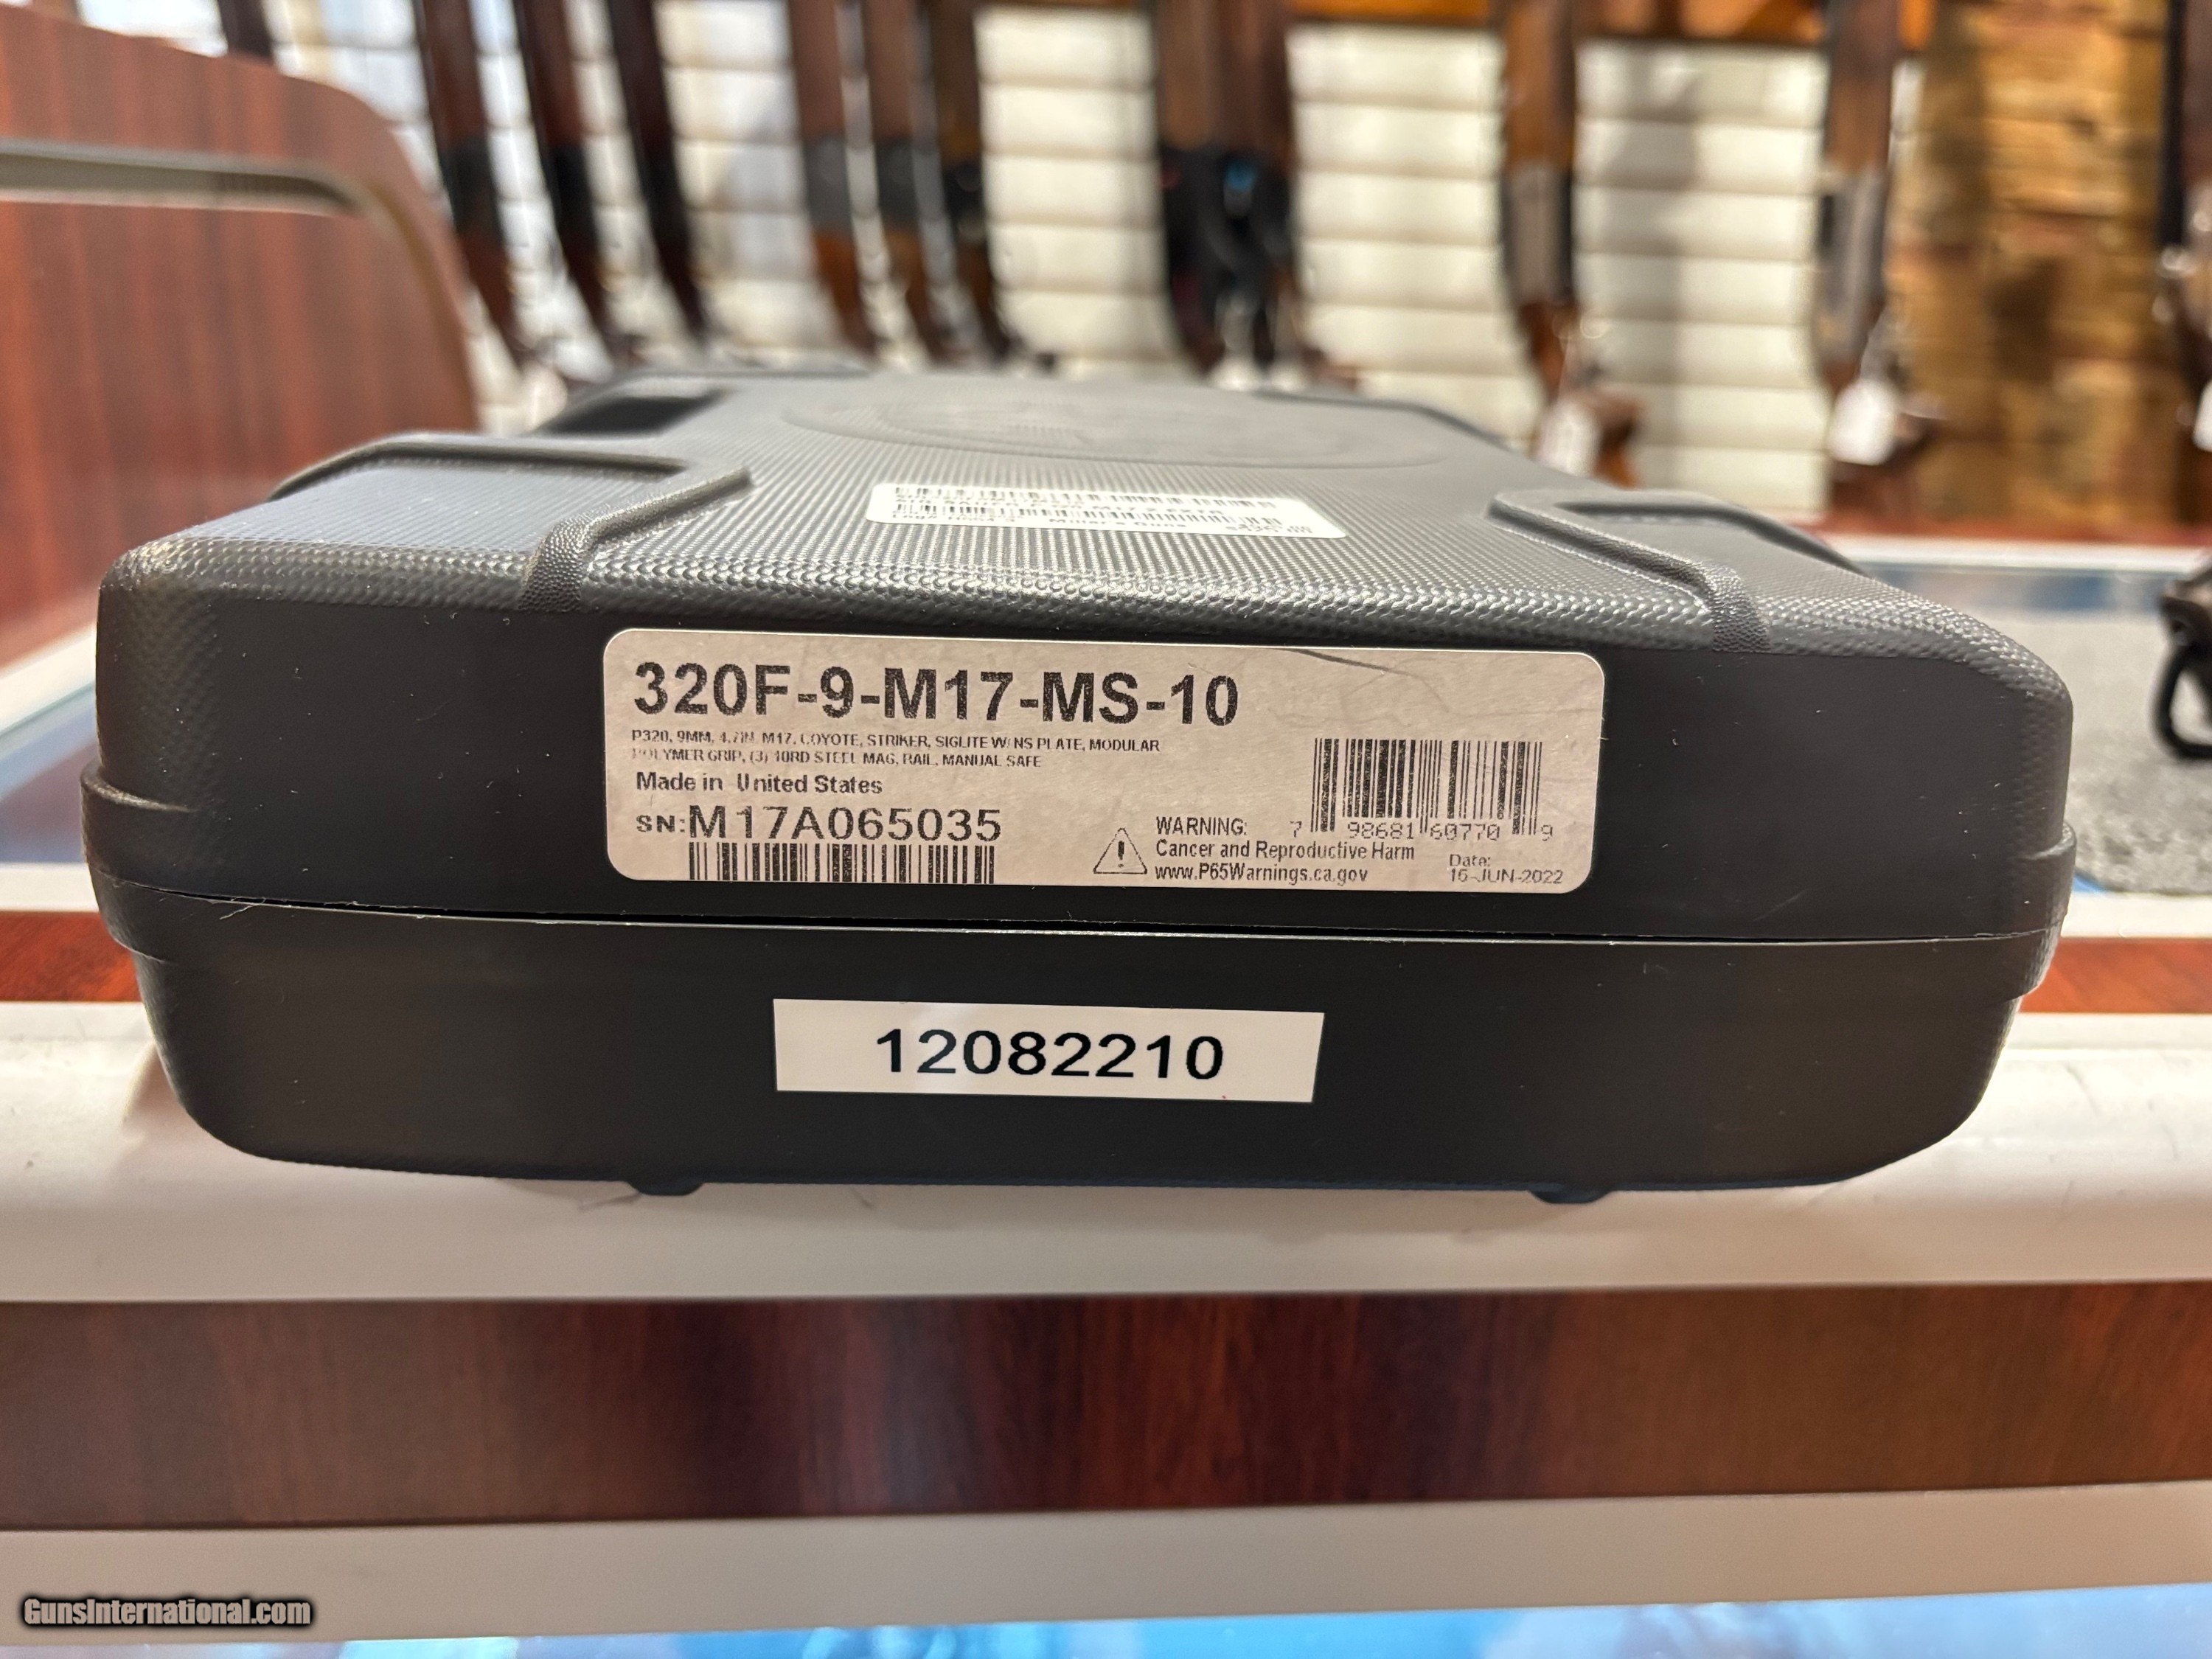 320F-9-M17-MS-10
P320, 9MM, 4.7IN, M17, COYOTE, STRIKER, SIGLITE W/ NS PLATE, MODULAR
POLYMER GRIP, (3) 10RD STEEL MAG, RAIL, MANUAL SAFE
Made in United States
SN:M17A065035
WARNING:
Cancer and Reproductive Harm
www.P65Warnings.ca.gov
7 98681 60770 9
Date:
16-JUN-2022
12082210
GunsInternational.com